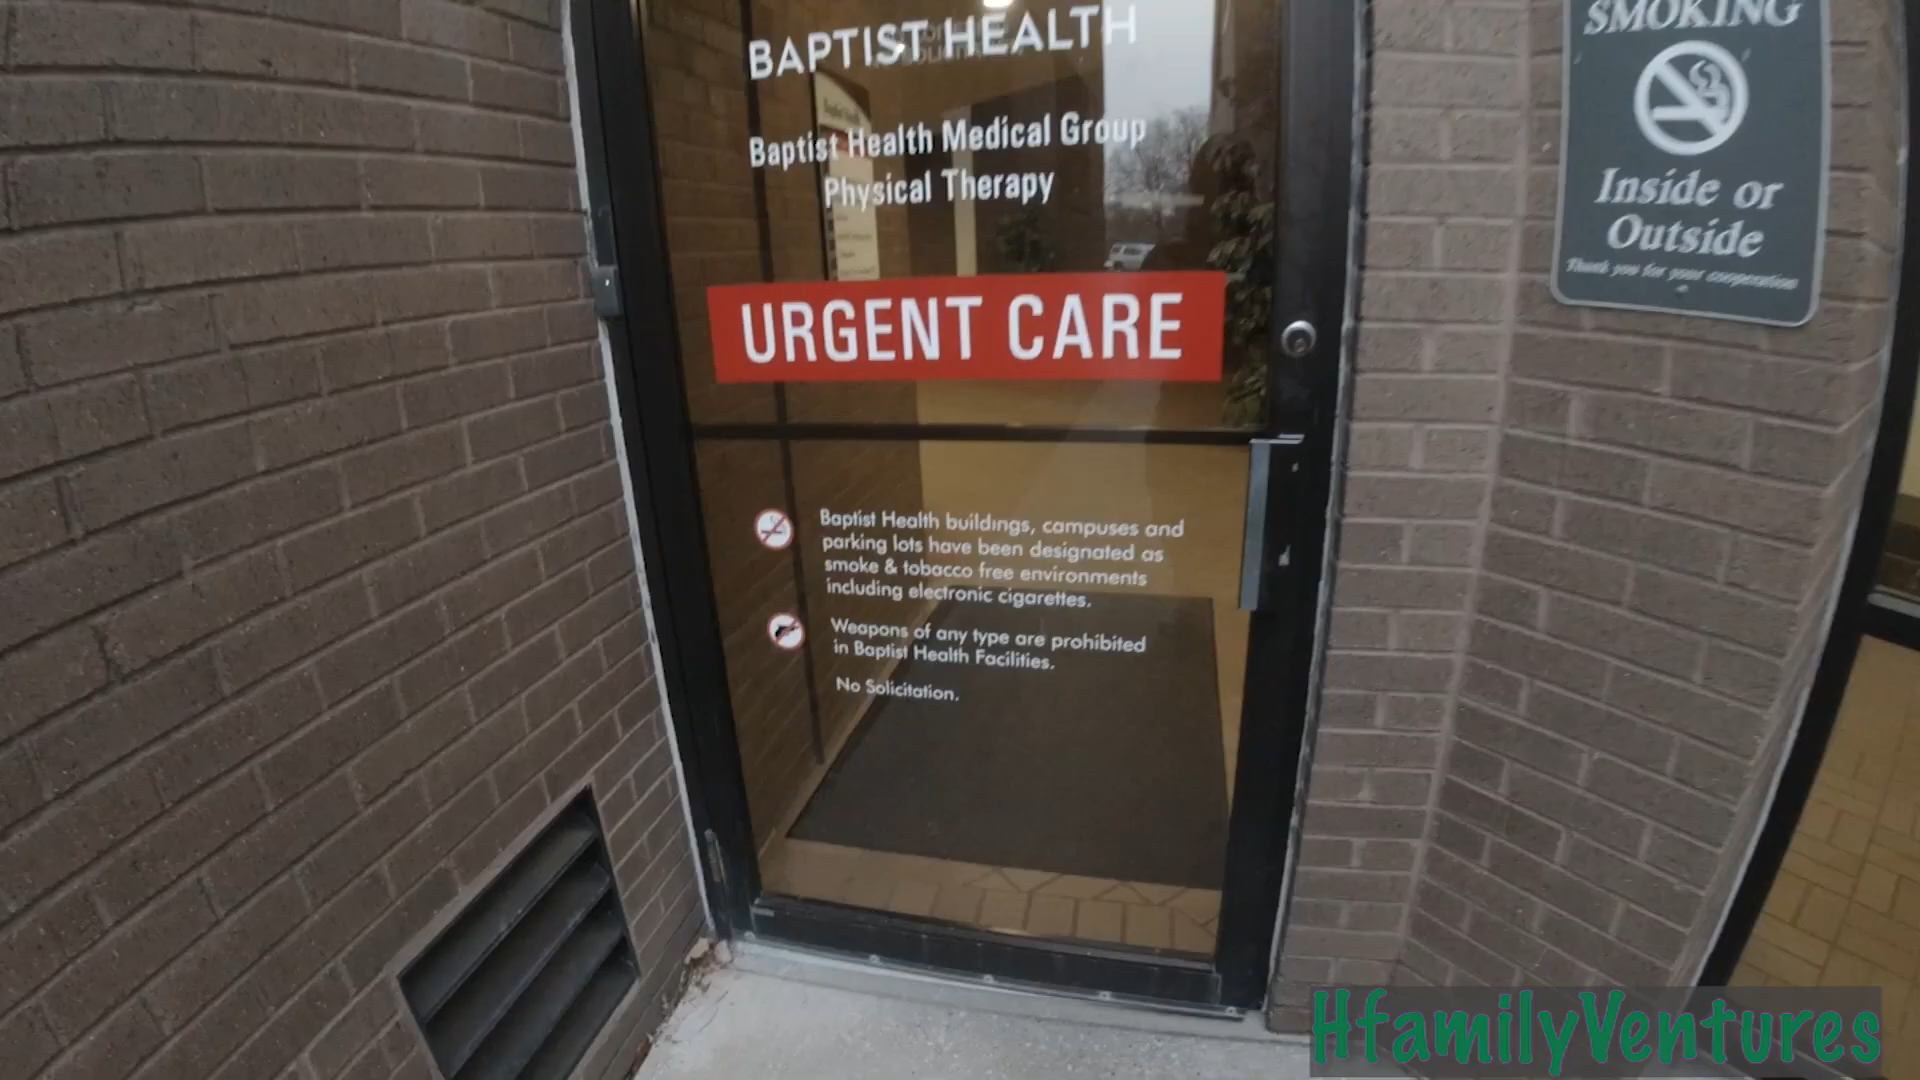 BAPTIST HEALTH
Baptist Health Medical Group
Physical Therapy
URGENT CARE
Baptist Health buildings, campuses and
parking lots have been designated as
smoke & tobacco free environments
including electronic cigarettes.
Weapons of any type are prohibited
in Baptist Health Facilities.
No Solicitation.
SMOKING
Inside or
Outside
Thank you for your cooperation
HfamilyVentures